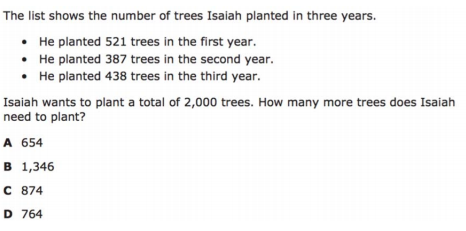 The list shows the number of trees Isaiah planted in three years.
• He planted 521 trees in the first year.
• He planted 387 trees in the second year.
• He planted 438 trees in the third year.
Isaiah wants to plant a total of 2,000 trees. How many more trees does Isaiah
need to plant?
A 654
B 1,346
C 874
D 764